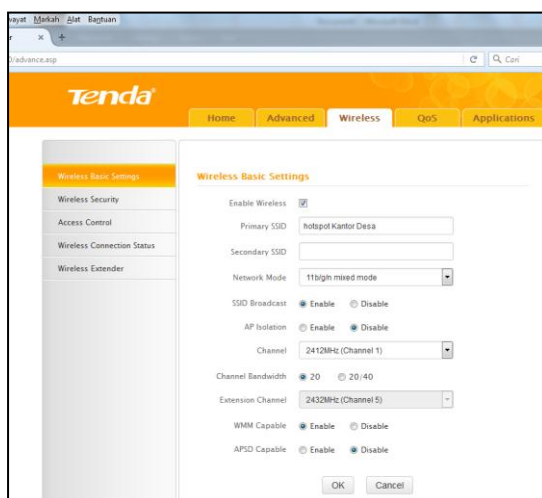 wayat Markah Alat Bantuan
r × +
0/advance.asp
Cari
Tenda
Home Advanced Wireless QoS Applications
Wireless Basic Settings
Wireless Security
Access Control
Wireless Connection Status
Wireless Extender
Wireless Basic Settings
Enable Wireless
Primary SSID hotspot Kantor Desa
Secondary SSID
Network Mode 11b/g/n mixed mode
SSID Broadcast Enable Disable
AP Isolation Enable Disable
Channel 2412MHz (Channel 1)
Channel Bandwidth 20 20/40
Extension Channel 2432MHz (Channel 5)
WMM Capable Enable Disable
APSD Capable Enable Disable
OK Cancel